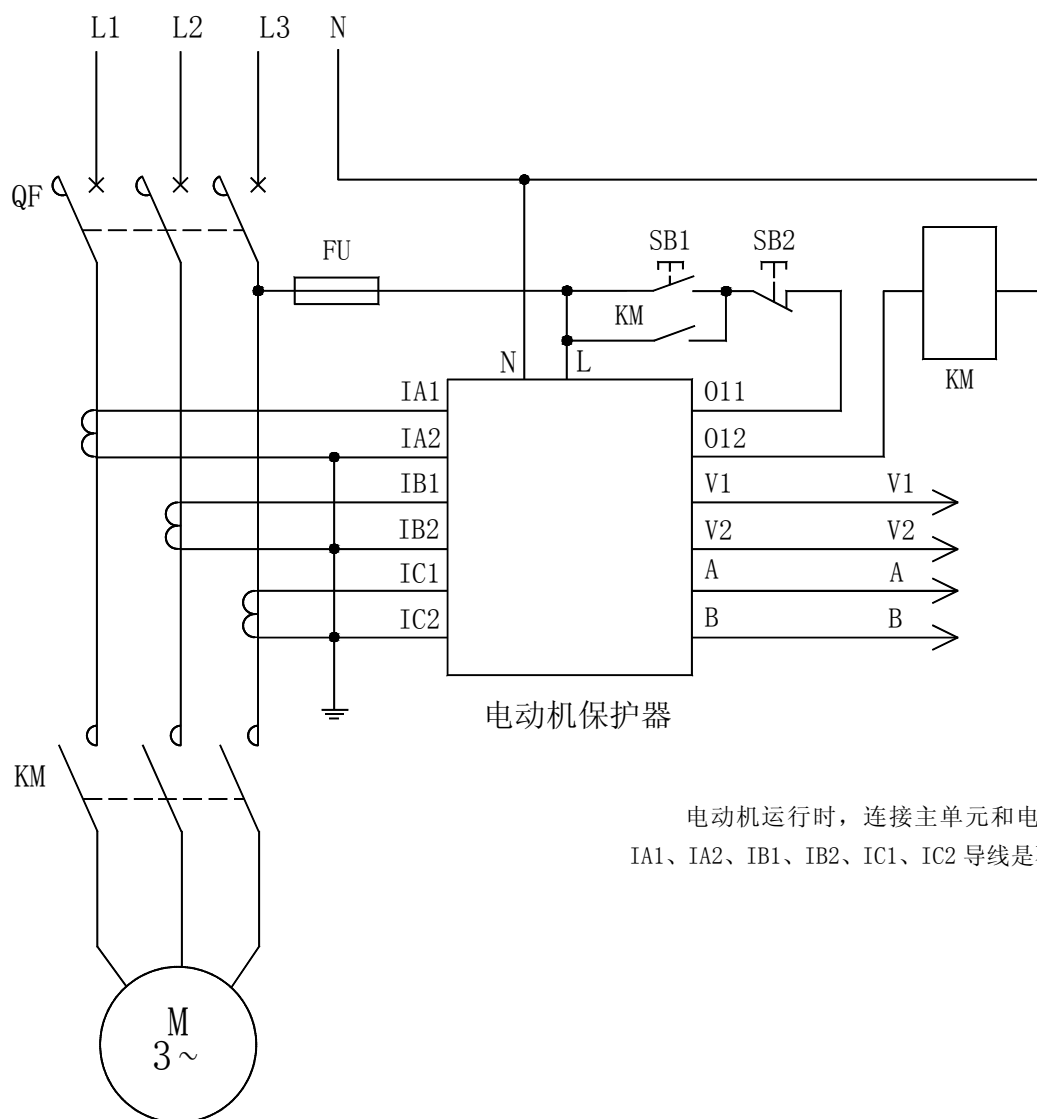 L1 L2 L3 N
QF
FU
SB1 SB2
KM
KM
N L
IA1
IA2
IB1
IB2
IC1
IC2
O11
O12
V1 V1
V2 V2
A A
B B
电动机保护器
KM
电动机运行时，连接主单元和电
IA1、IA2、IB1、IB2、IC1、IC2 导线是
M
3~